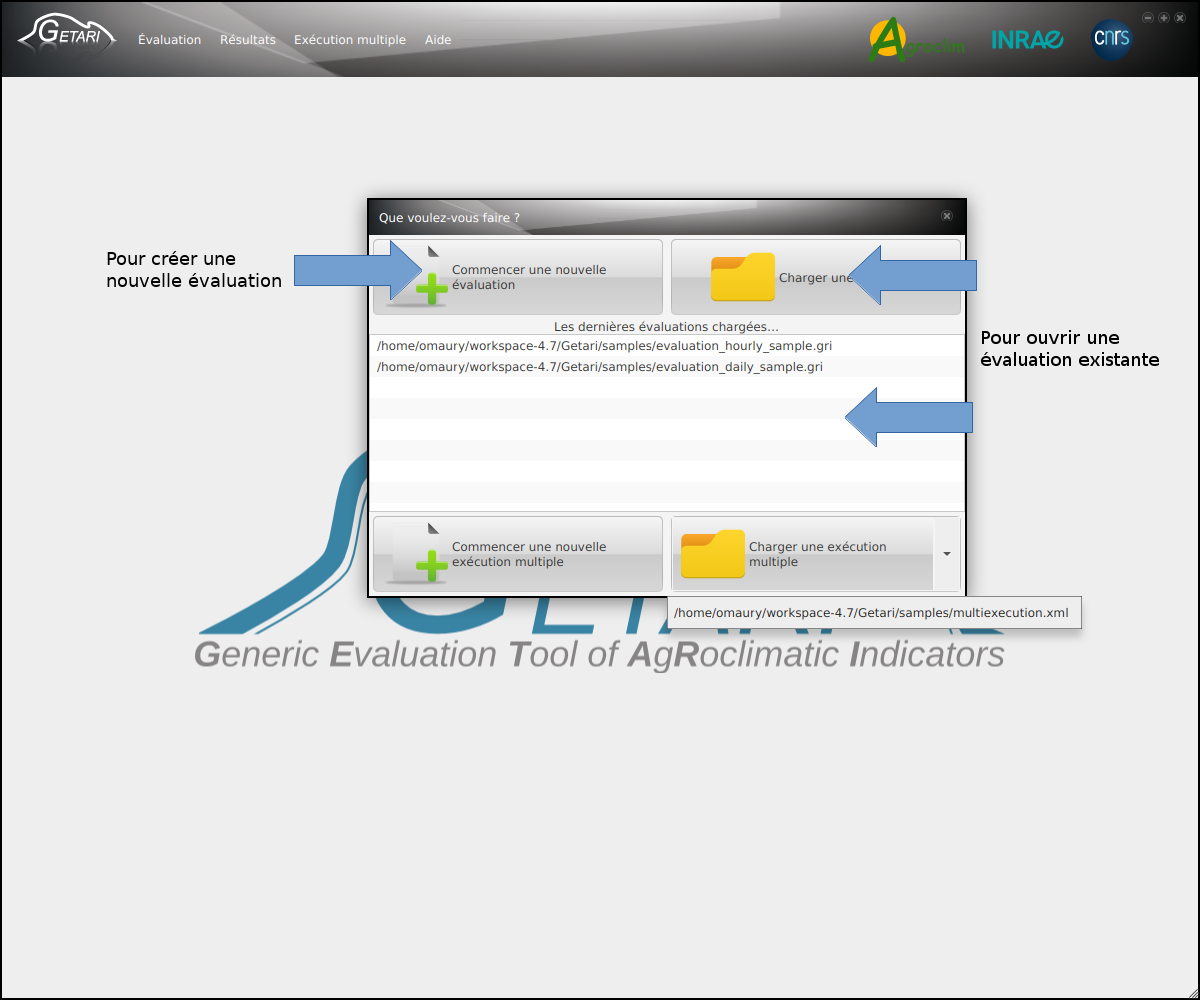 GETARI
Évaluation Résultats Exécution multiple Aide
Agroclim
INRAE
cnrs
Que voulez-vous faire ?
Pour créer une
nouvelle évaluation
Commencer une nouvelle
évaluation
Charger une
Les dernières évaluations chargées...
/home/omaury/workspace-4.7/Getari/samples/evaluation_hourly_sample.gri
/home/omaury/workspace-4.7/Getari/samples/evaluation_daily_sample.gri
Pour ouvrir une
évaluation existante
Commencer une nouvelle
exécution multiple
Charger une exécution
multiple
/home/omaury/workspace-4.7/Getari/samples/multiexecution.xml
GETARI
Generic Evaluation Tool of AgRoclimatic Indicators